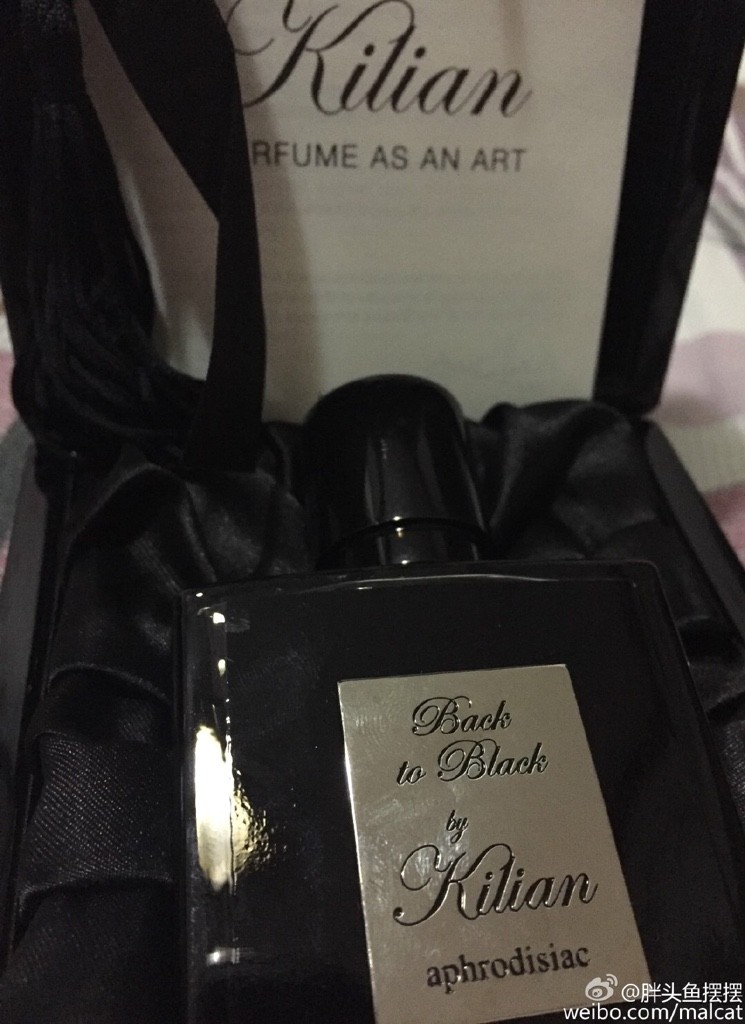 Kilian
RFUME AS AN ART
Back
to Black
by
Kilian
aphrodisiac
@胖头鱼摆摆
weibo.com/malcat